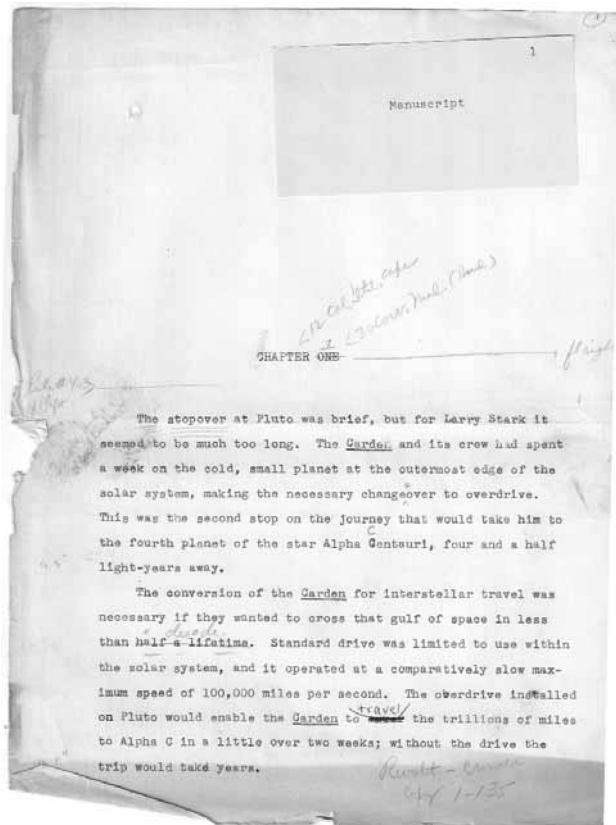 1
Manuscript
CHAPTER ONE
The stopover at Pluto was brief, but for Larry Stark it
seemed to be much too long. The Carden and its crew had spent
a week on the cold, small planet at the outermost edge of the
solar system, making the necessary changeover to overdrive.
This was the second stop on the journey that would take him to
the fourth planet of the star Alpha Centauri, four and a half
light-years away.
The conversion of the Carden for interstellar travel was
necessary if they wanted to cross that gulf of space in less
a decade
than half a lifetime. Standard drive was limited to use within
the solar system, and it operated at a comparatively slow max-
imum speed of 100,000 miles per second. The overdrive installed
travel
on Pluto would enable the Carden to the trillions of miles
to Alpha C in a little over two weeks; without the drive the
trip would take years.
1-135